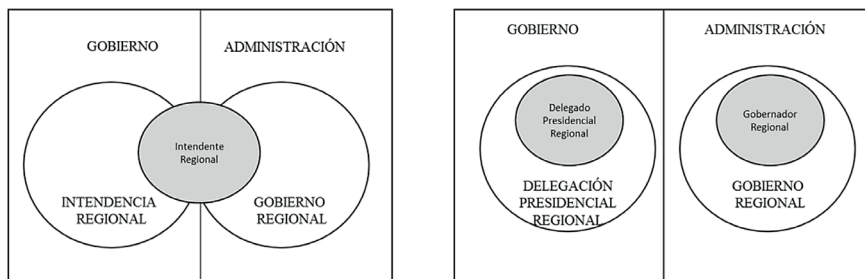 GOBIERNO
ADMINISTRACIÓN
Intendente
Regional
INTENDENCIA
REGIONAL
GOBIERNO
REGIONAL
GOBIERNO
ADMINISTRACIÓN
Delegado
Presidencial
Regional
Gobernador
Regional
DELEGACIÓN
PRESIDENCIAL
REGIONAL
GOBIERNO
REGIONAL